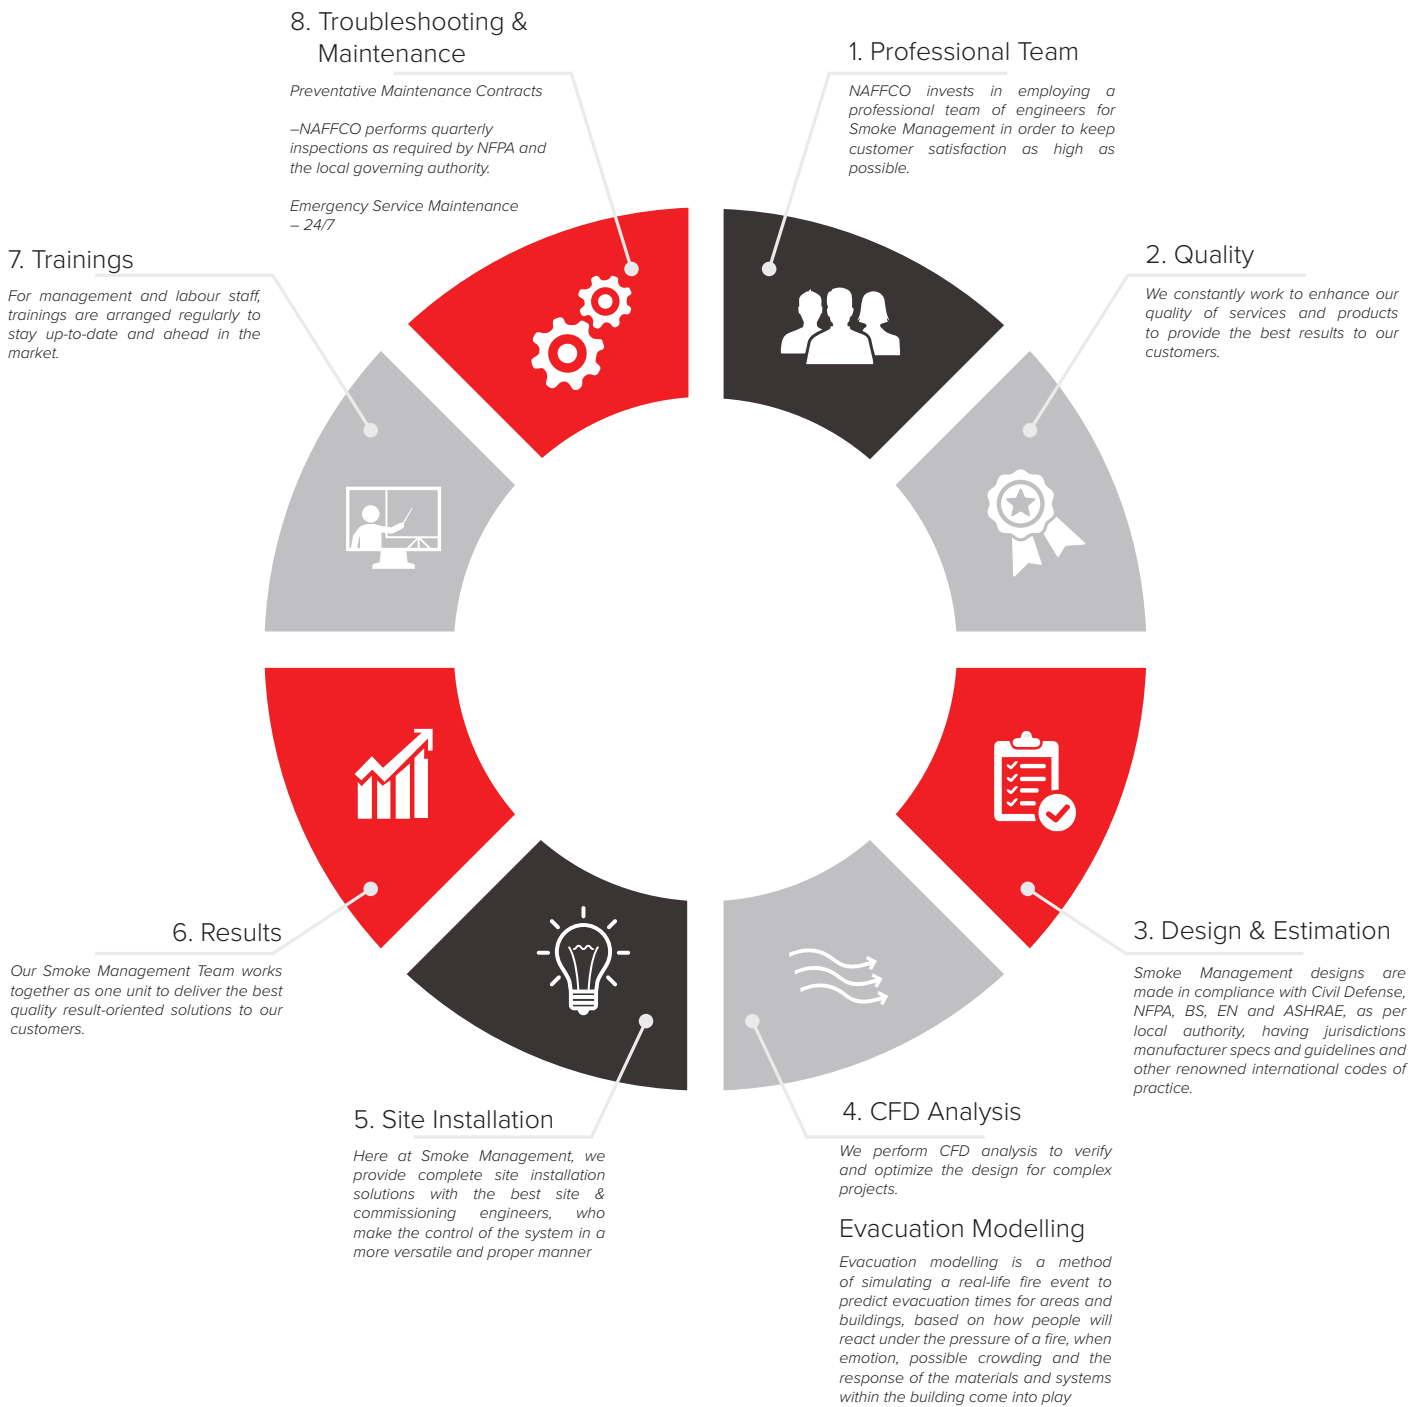 8. Troubleshooting &
Maintenance
Preventative Maintenance Contracts
–NAFFCO performs quarterly
inspections as required by NFPA and
the local governing authority.
Emergency Service Maintenance
– 24/7
1. Professional Team
NAFFCO invests in employing a
professional team of engineers for
Smoke Management in order to keep
customer satisfaction as high as
possible.
2. Quality
We constantly work to enhance our
quality of services and products
to provide the best results to our
customers.
7. Trainings
For management and labour staff,
trainings are arranged regularly to
stay up-to-date and ahead in the
market.
3. Design & Estimation
Smoke Management designs are
made in compliance with Civil Defense,
NFPA, BS, EN and ASHRAE, as per
local authority, having jurisdictions
manufacturer specs and guidelines and
other renowned international codes of
practice.
6. Results
Our Smoke Management Team works
together as one unit to deliver the best
quality result-oriented solutions to our
customers.
5. Site Installation
Here at Smoke Management, we
provide complete site installation
solutions with the best site &
commissioning engineers, who
make the control of the system in a
more versatile and proper manner
4. CFD Analysis
We perform CFD analysis to verify
and optimize the design for complex
projects.
Evacuation Modelling
Evacuation modelling is a method
of simulating a real-life fire event to
predict evacuation times for areas and
buildings, based on how people will
react under the pressure of a fire, when
emotion, possible crowding and the
response of the materials and systems
within the building come into play